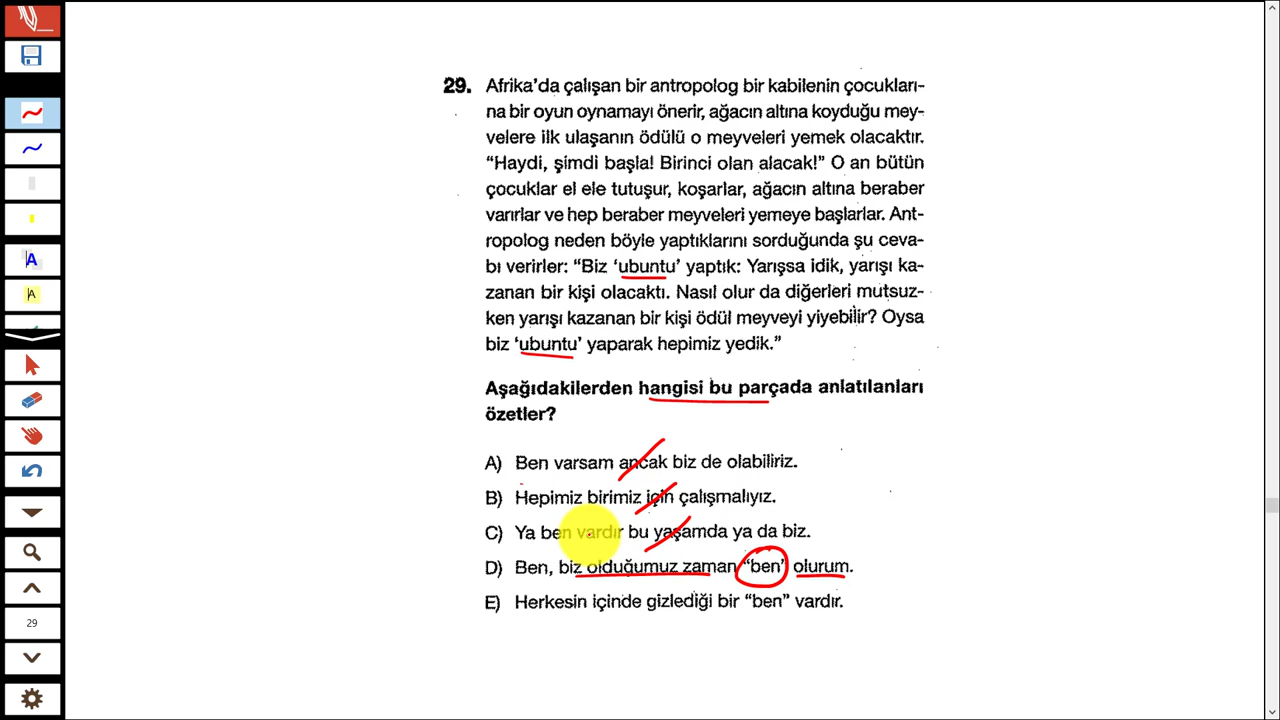 29. Afrika’da çalışan bir antropolog bir kabilenin çocukları-
na bir oyun oynamayı önerir, ağacın altına koyduğu mey-
velere ilk ulaşanın ödülü o meyveleri yemek olacaktır.
“Haydi, şimdi başla! Birinci olan alacak!” O an bütün
çocuklar el ele tutuşur, koşarlar, ağacın altına beraber
varırlar ve hep beraber meyveleri yemeye başlarlar. Ant-
ropolog neden böyle yaptıklarını sorduğunda şu ceva-
bı verirler: “Biz ‘ubuntu’ yaptık: Yarışsa idik, yarışı ka-
zanan bir kişi olacaktı. Nasıl olur da diğerleri mutsuz-
ken yarışı kazanan bir kişi ödül meyveyi yiyebilir? Oysa
biz ‘ubuntu’ yaparak hepimiz yedik.”
Aşağıdakilerden hangisi bu parçada anlatılanları
özetler?
A) Ben varsam ancak biz de olabiliriz.
B) Hepimiz birimiz için çalışmalıyız.
C) Ya ben vardır bu yaşamda ya da biz.
D) Ben, biz olduğumuz zaman “ben” olurum.
E) Herkesin içinde gizlediği bir “ben” vardır.
A
A
29